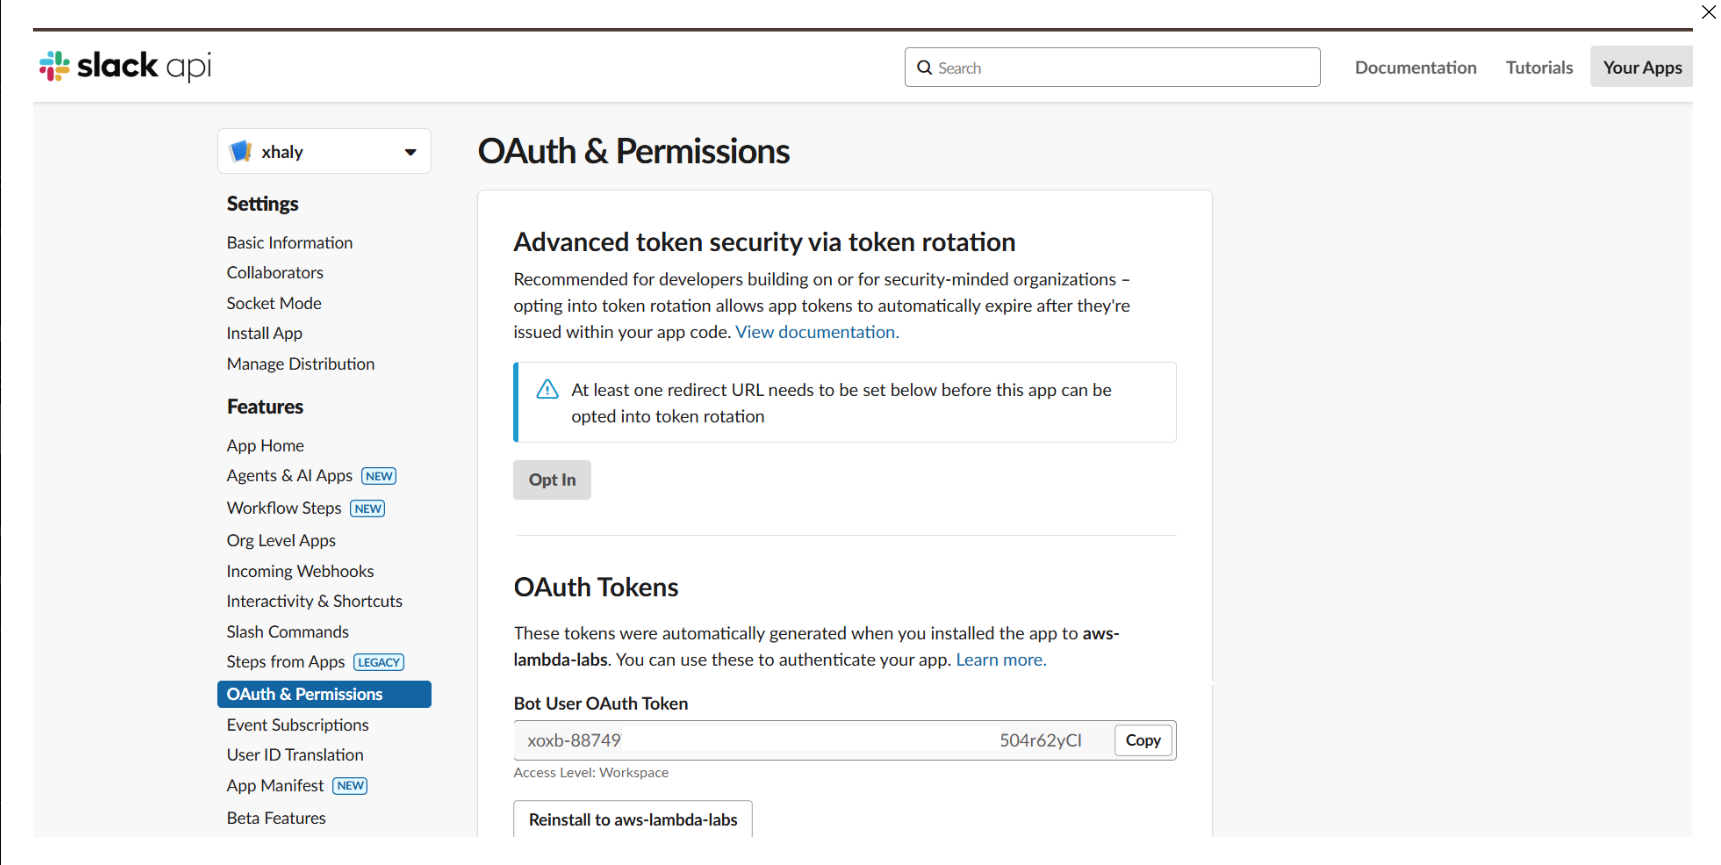 slack api
Search
Documentation
Tutorials
Your Apps
xhaly
Settings
Basic Information
Collaborators
Socket Mode
Install App
Manage Distribution
Features
App Home
Agents & AI Apps NEW
Workflow Steps NEW
Org Level Apps
Incoming Webhooks
Interactivity & Shortcuts
Slash Commands
Steps from Apps LEGACY
OAuth & Permissions
Event Subscriptions
User ID Translation
App Manifest NEW
Beta Features
OAuth & Permissions
Advanced token security via token rotation
Recommended for developers building on or for security-minded organizations –
opting into token rotation allows app tokens to automatically expire after they're
issued within your app code. View documentation.
At least one redirect URL needs to be set below before this app can be
opted into token rotation
Opt In
OAuth Tokens
These tokens were automatically generated when you installed the app to aws-
lambda-labs. You can use these to authenticate your app. Learn more.
Bot User OAuth Token
xoxb-88749 504r62yCI
Copy
Access Level: Workspace
Reinstall to aws-lambda-labs